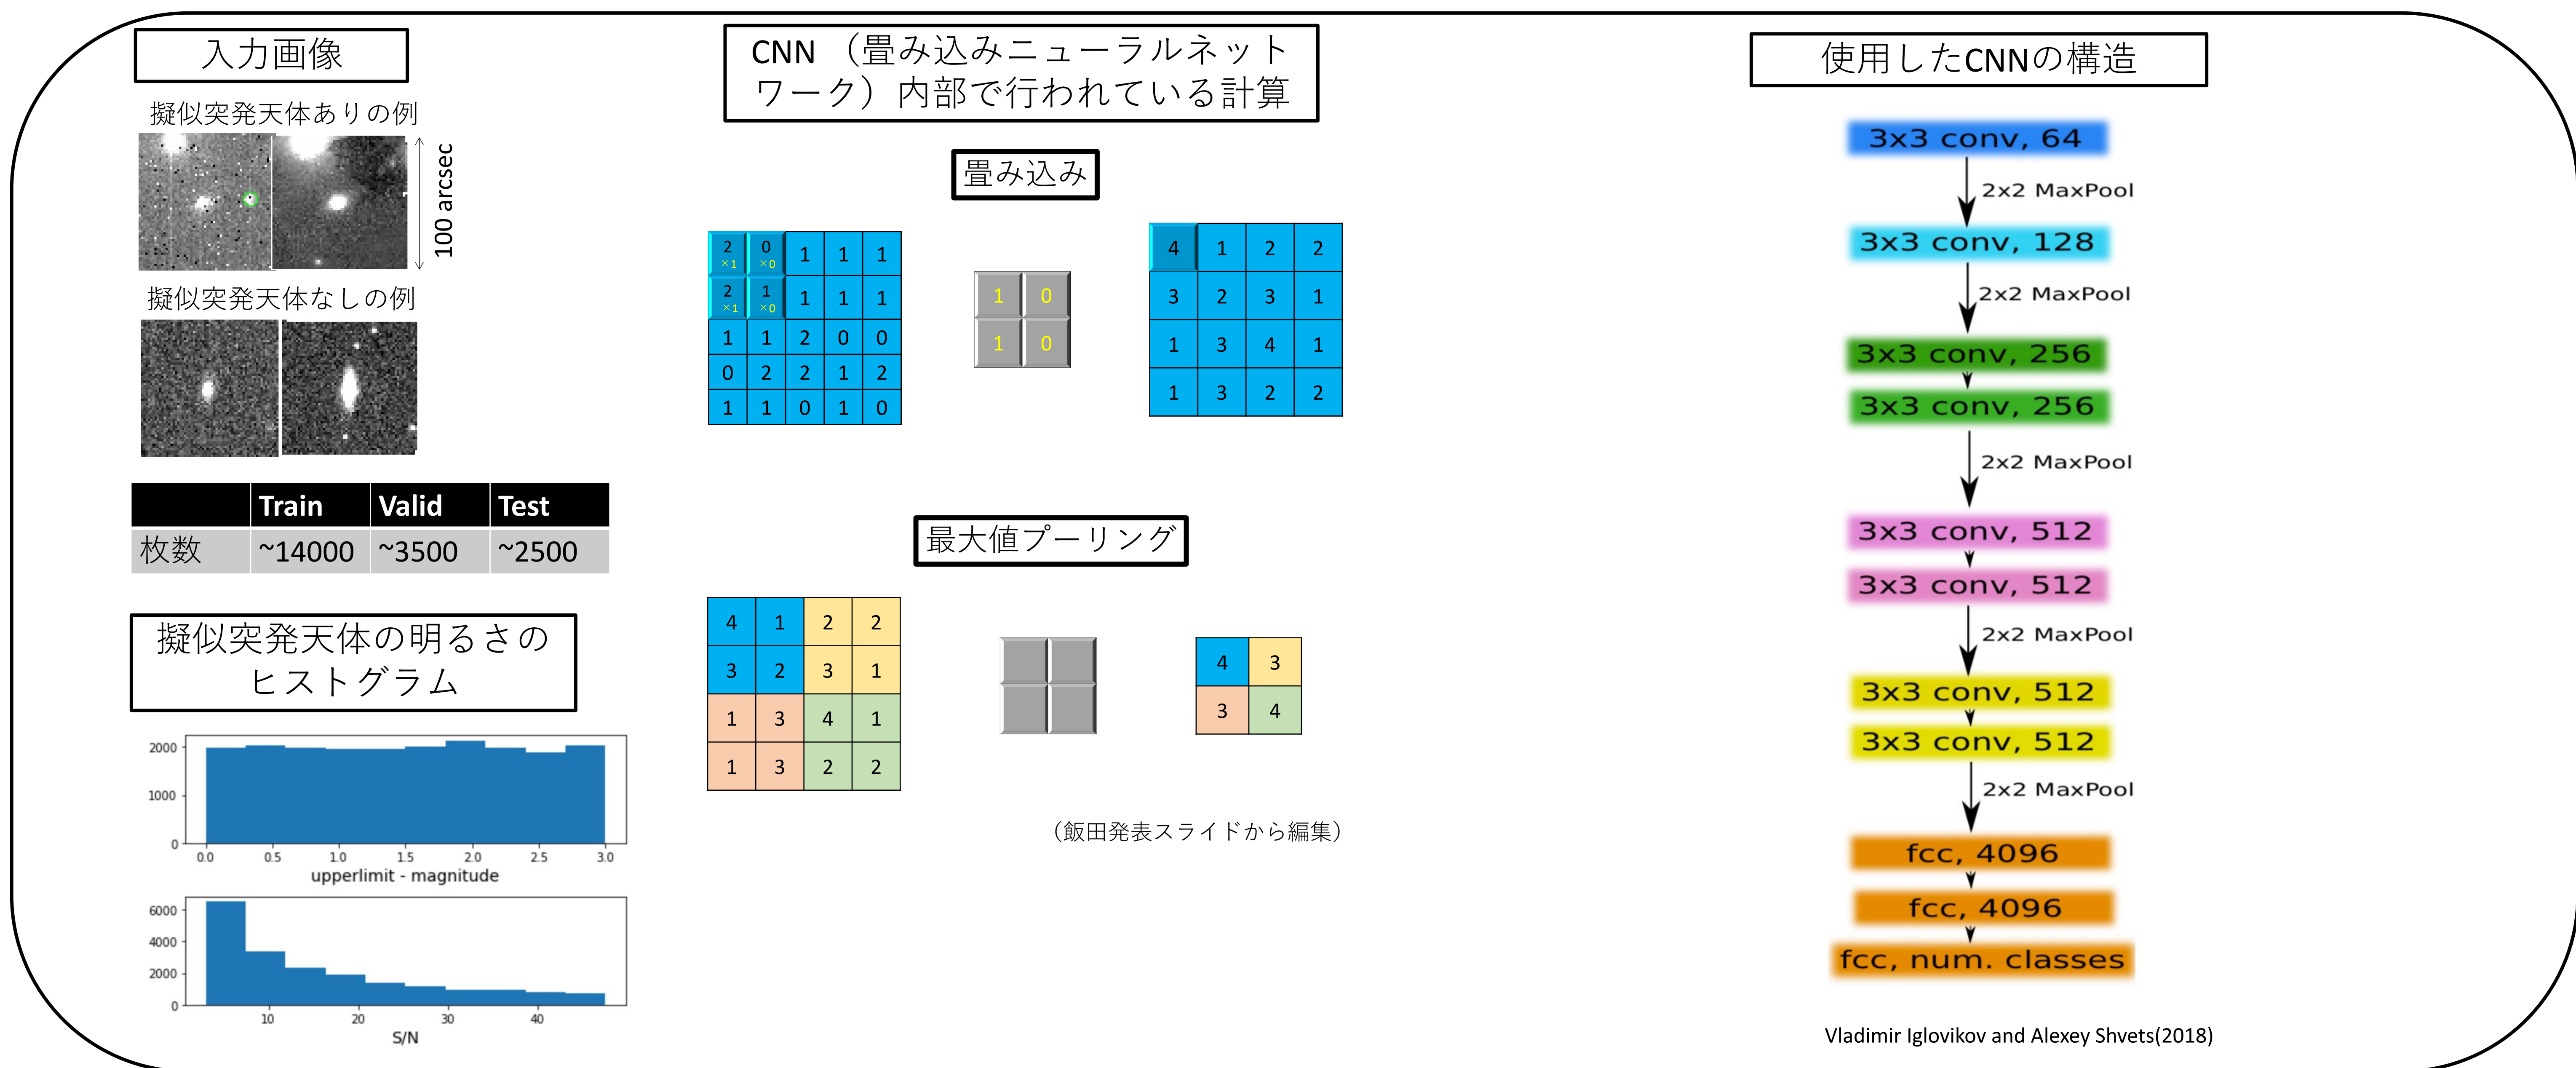 入力画像
擬似突発天体ありの例
100 arcsec
擬似突発天体なしの例
Train Valid Test
枚数 ~14000 ~3500 ~2500
擬似突発天体の明るさの
ヒストグラム
2000
1000
0
0.0 0.5 1.0 1.5 2.0 2.5 3.0
upperlimit - magnitude
6000
4000
2000
0
10 20 30 40
S/N
CNN （畳み込みニューラルネット
ワーク）内部で行われている計算
畳み込み
2 0 1 1 1
×1 ×0
2 1 1 1 1
×1 ×0
1 1 2 0 0
0 2 2 1 2
1 1 0 1 0
1 0
1 0
4 1 2 2
3 2 3 1
1 3 4 1
1 3 2 2
最大値プーリング
4 1 2 2
3 2 3 1
1 3 4 1
1 3 2 2
4 3
3 4
（飯田発表スライドから編集）
使用したCNNの構造
3x3 conv, 64
2x2 MaxPool
3x3 conv, 128
2x2 MaxPool
3x3 conv, 256
3x3 conv, 256
2x2 MaxPool
3x3 conv, 512
3x3 conv, 512
2x2 MaxPool
3x3 conv, 512
3x3 conv, 512
2x2 MaxPool
fcc, 4096
fcc, 4096
fcc, num. classes
Vladimir Iglovikov and Alexey Shvets(2018)